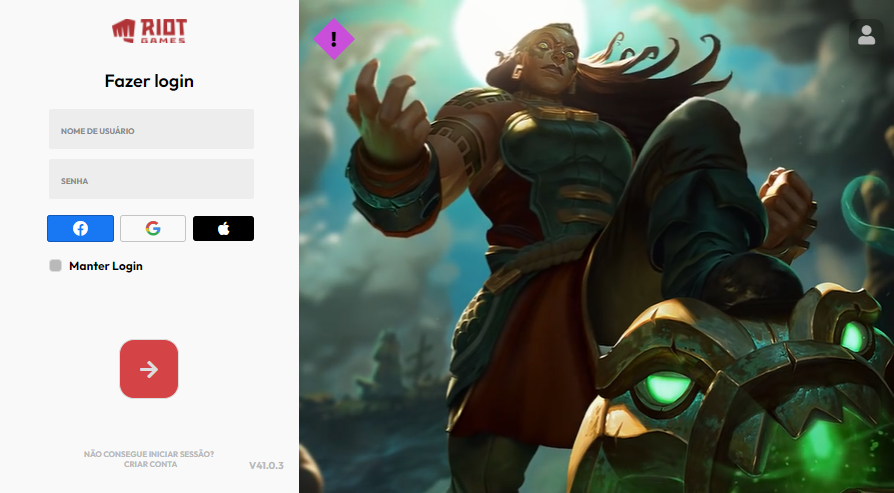 RIOT
GAMES
Fazer login
NOME DE USUÁRIO
SENHA
Manter Login
NÃO CONSEGUE INICIAR SESSÃO?
CRIAR CONTA
V41.0.3
!